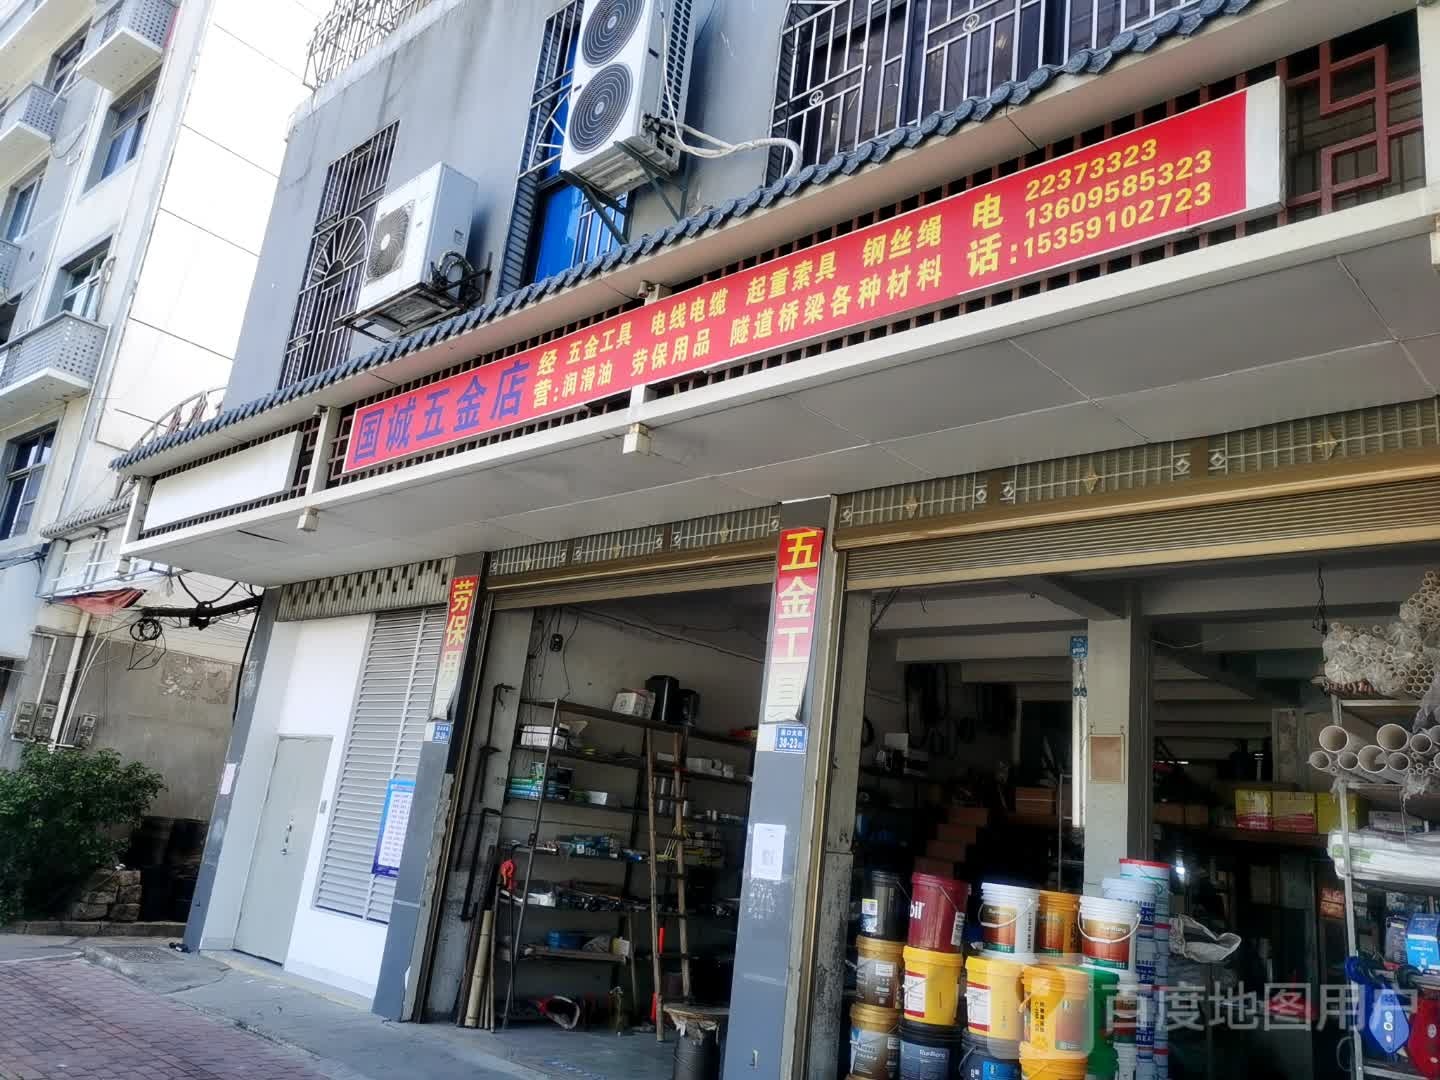 国诚五金店
经营:
五金工具 电线电缆 起重索具 钢丝绳
润滑油 劳保用品 隧道桥梁各种材料
电话:
22373323
13609585323
15359102723
劳保
五金工具
38-23
百度地图用户